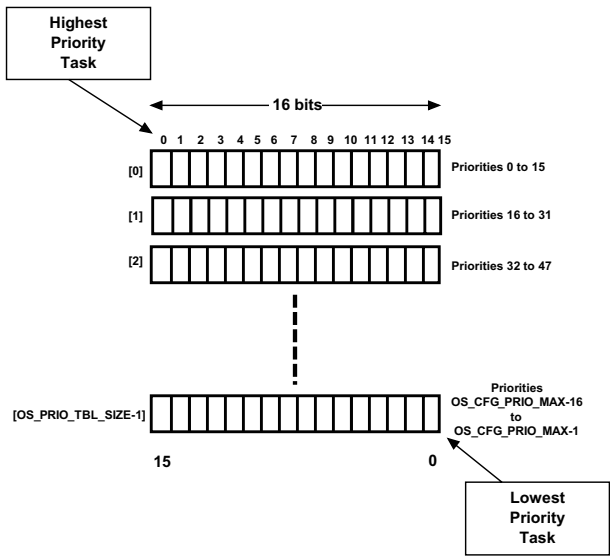 Highest
Priority
Task
16 bits
0 1 2 3 4 5 6 7 8 9 10 11 12 13 14 15
[0]
Priorities 0 to 15
[1]
Priorities 16 to 31
[2]
Priorities 32 to 47
[OS_PRIO_TBL_SIZE-1]
Priorities
OS_CFG_PRIO_MAX-16
to
OS_CFG_PRIO_MAX-1
15 0
Lowest
Priority
Task